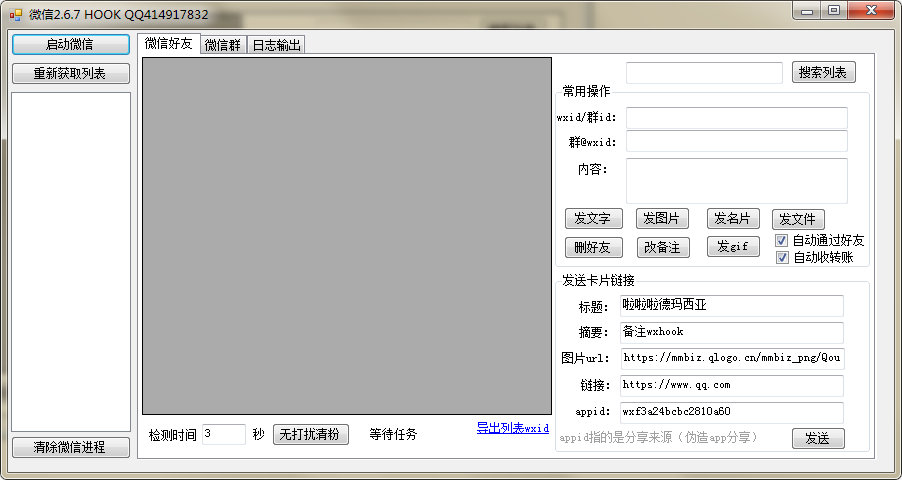 微信2.6.7 HOOK QQ414917832
启动微信
重新获取列表
清除微信进程
微信好友 微信群 日志输出
搜索列表
常用操作
wxid/群id:
群@wxid:
内容:
发文字 发图片 发名片 发文件
删好友 改备注 发gif
自动通过好友
自动收转账
发送卡片链接
标题: 啦啦啦德玛西亚
摘要: 备注wxhook
图片url: https://mmbiz.qlogo.cn/mmbiz_png/Qou
链接: https://www.qq.com
appid: wxf3a24bcbc2810a60
appid指的是分享来源（伪造app分享） 发送
检测时间 3 秒 无打扰清粉 等待任务 导出列表wxid